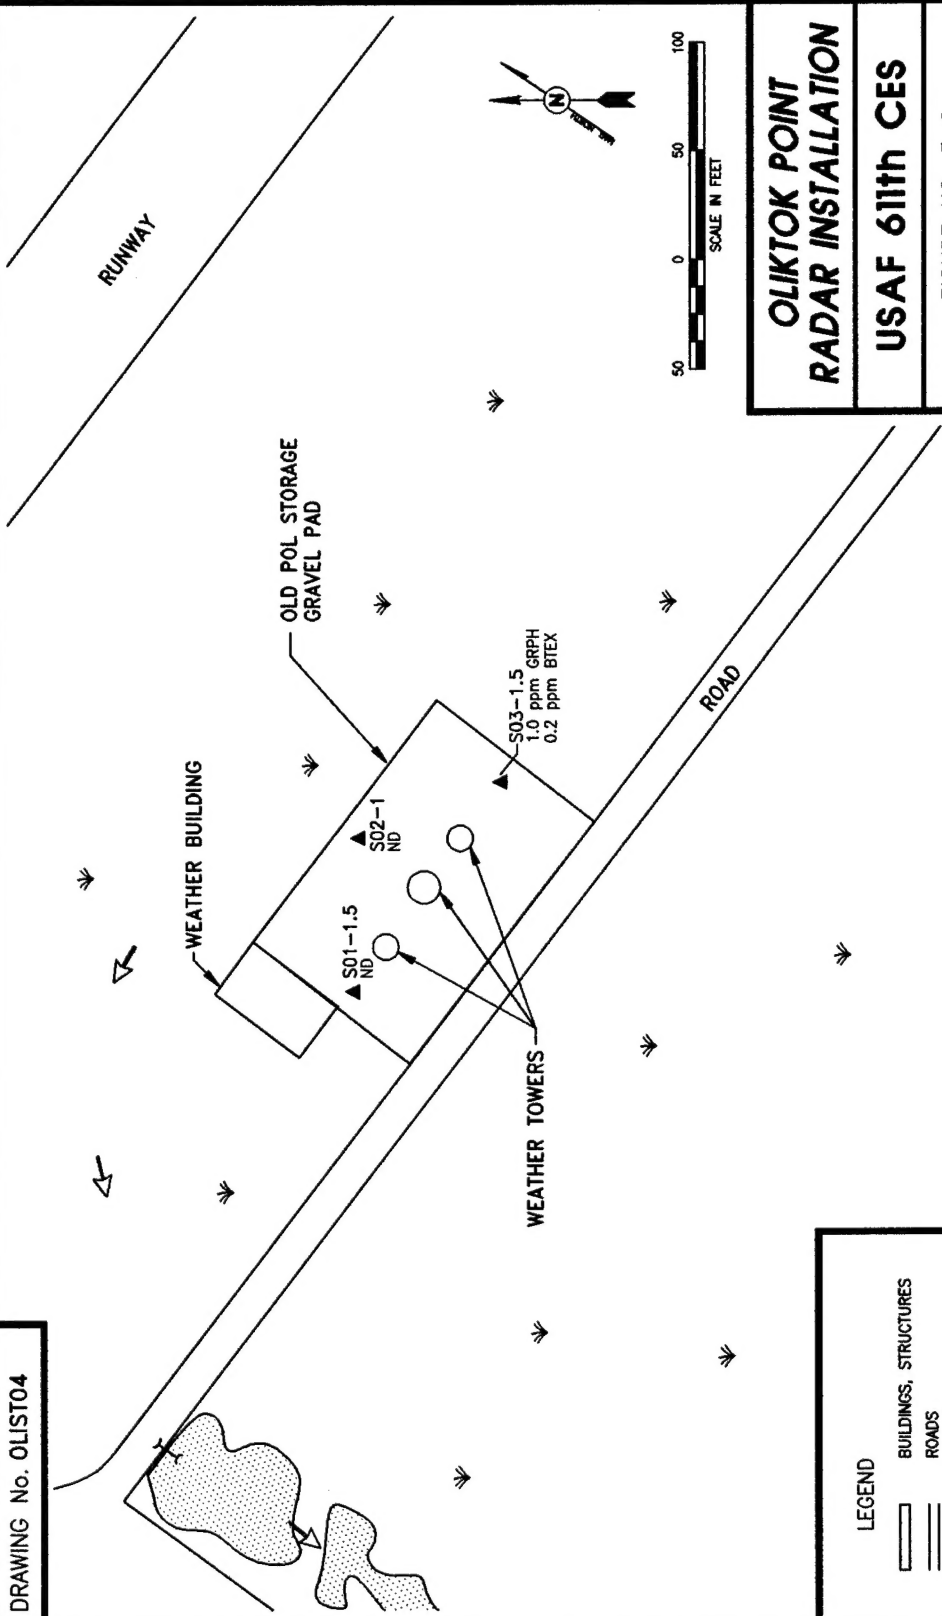 DRAWING No. OLIST04
RUNWAY
OLD POL STORAGE
GRAVEL PAD
WEATHER BUILDING
S01-1.5
ND
S02-1
ND
S03-1.5
1.0 ppm GRPH
0.2 ppm BTEX
WEATHER TOWERS
ROAD
N
50
0
50
100
SCALE IN FEET
LEGEND
BUILDINGS, STRUCTURES
ROADS
OLIKTOK POINT
RADAR INSTALLATION
USAF 611th CES